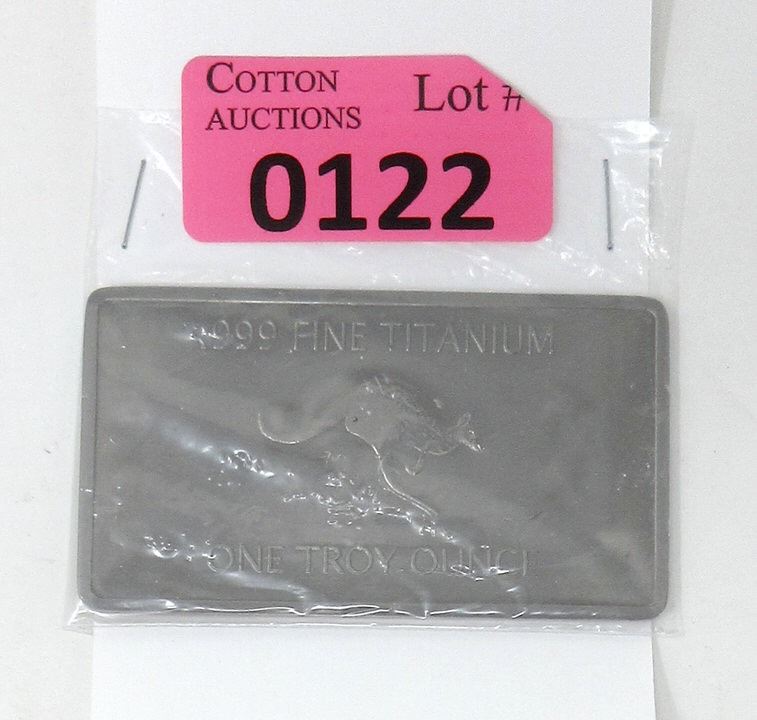 COTTON
AUCTIONS
Lot #
0122
.999 FINE TITANIUM
ONE TROY OUNCE